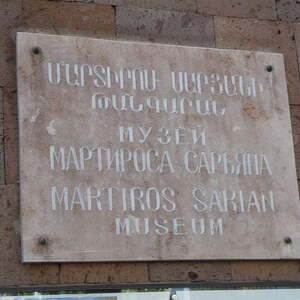 ՄԱՐՏԻՐՈՍ ՍԱՐՅԱՆԻ
ԹԱՆԳԱՐԱՆ
МУЗЕЙ
МАРТИРОСА САРЬЯНА
MARTIROS SARIAN
MUSEUM